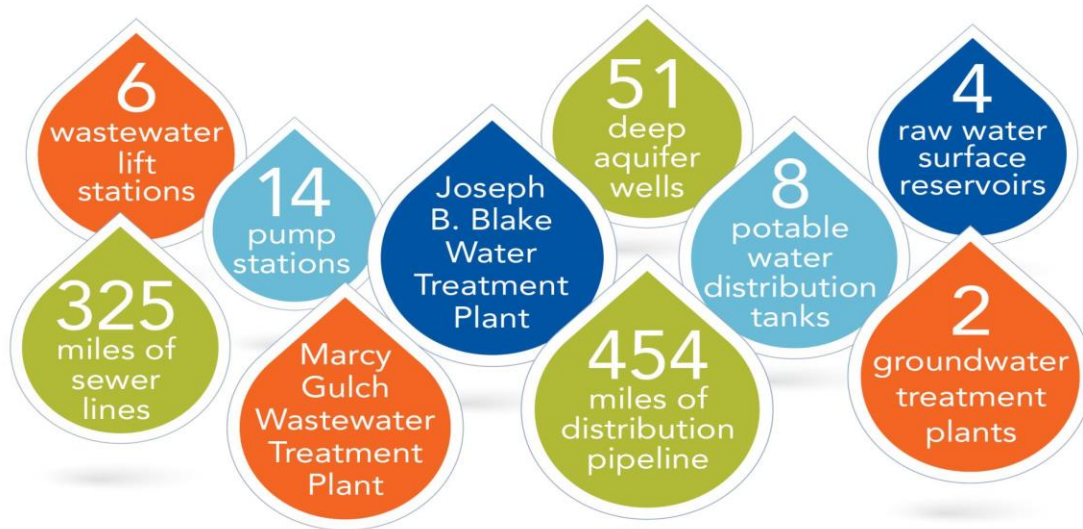 6
wastewater
lift
stations
14
pump
stations
Joseph
B. Blake
Water
Treatment
Plant
51
deep
aquifer
wells
8
potable
water
distribution
tanks
4
raw water
surface
reservoirs
325
miles of
sewer
lines
Marcy
Gulch
Wastewater
Treatment
Plant
454
miles of
distribution
pipeline
2
groundwater
treatment
plants